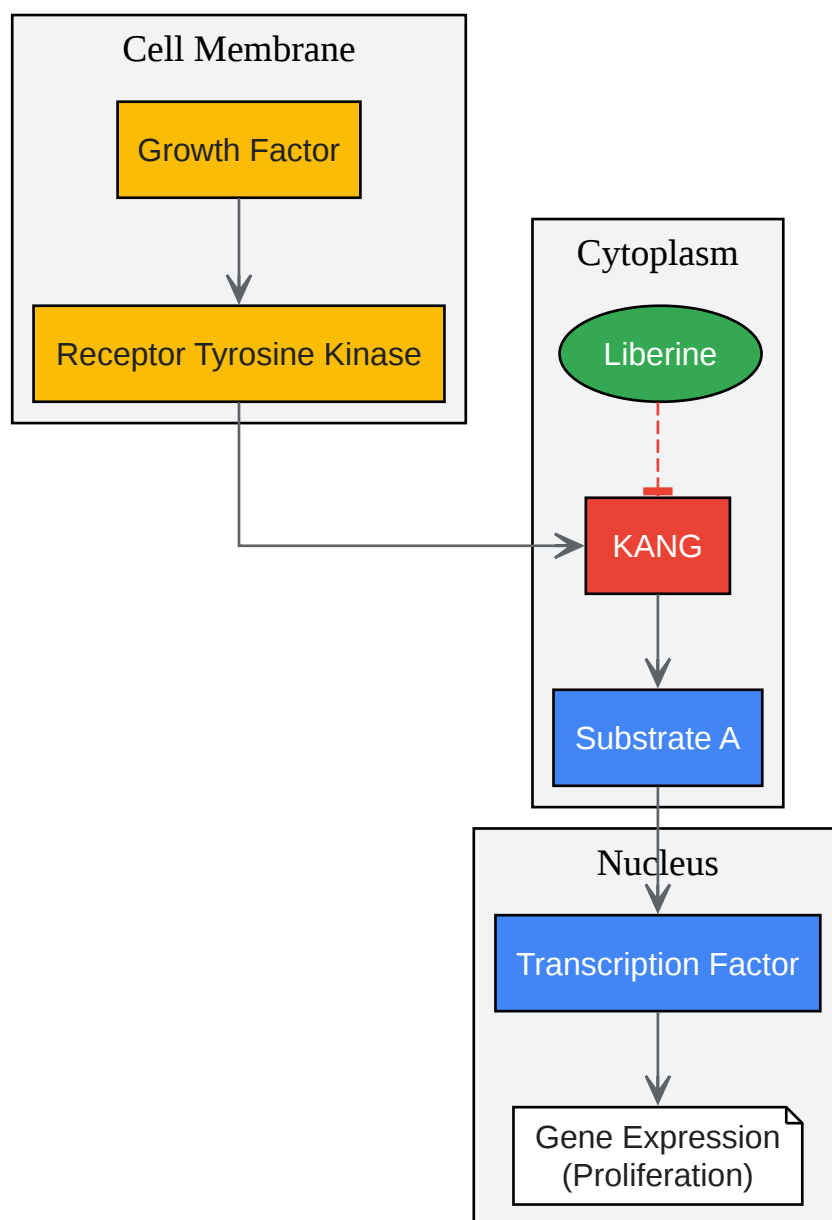 Cell Membrane
Growth Factor
Receptor Tyrosine Kinase
Cytoplasm
Liberine
KANG
Substrate A
Nucleus
Transcription Factor
Gene Expression
(Proliferation)